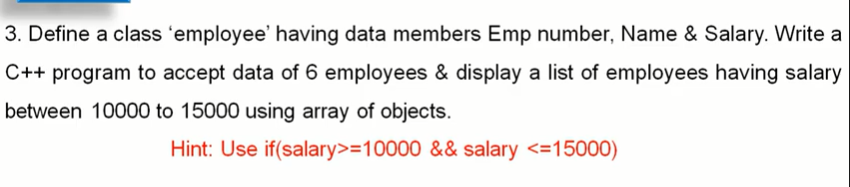 3. Define a class ‘employee’ having data members Emp number, Name & Salary. Write a
C++ program to accept data of 6 employees & display a list of employees having salary
between 10000 to 15000 using array of objects.
Hint: Use if(salary>=10000 && salary <=15000)